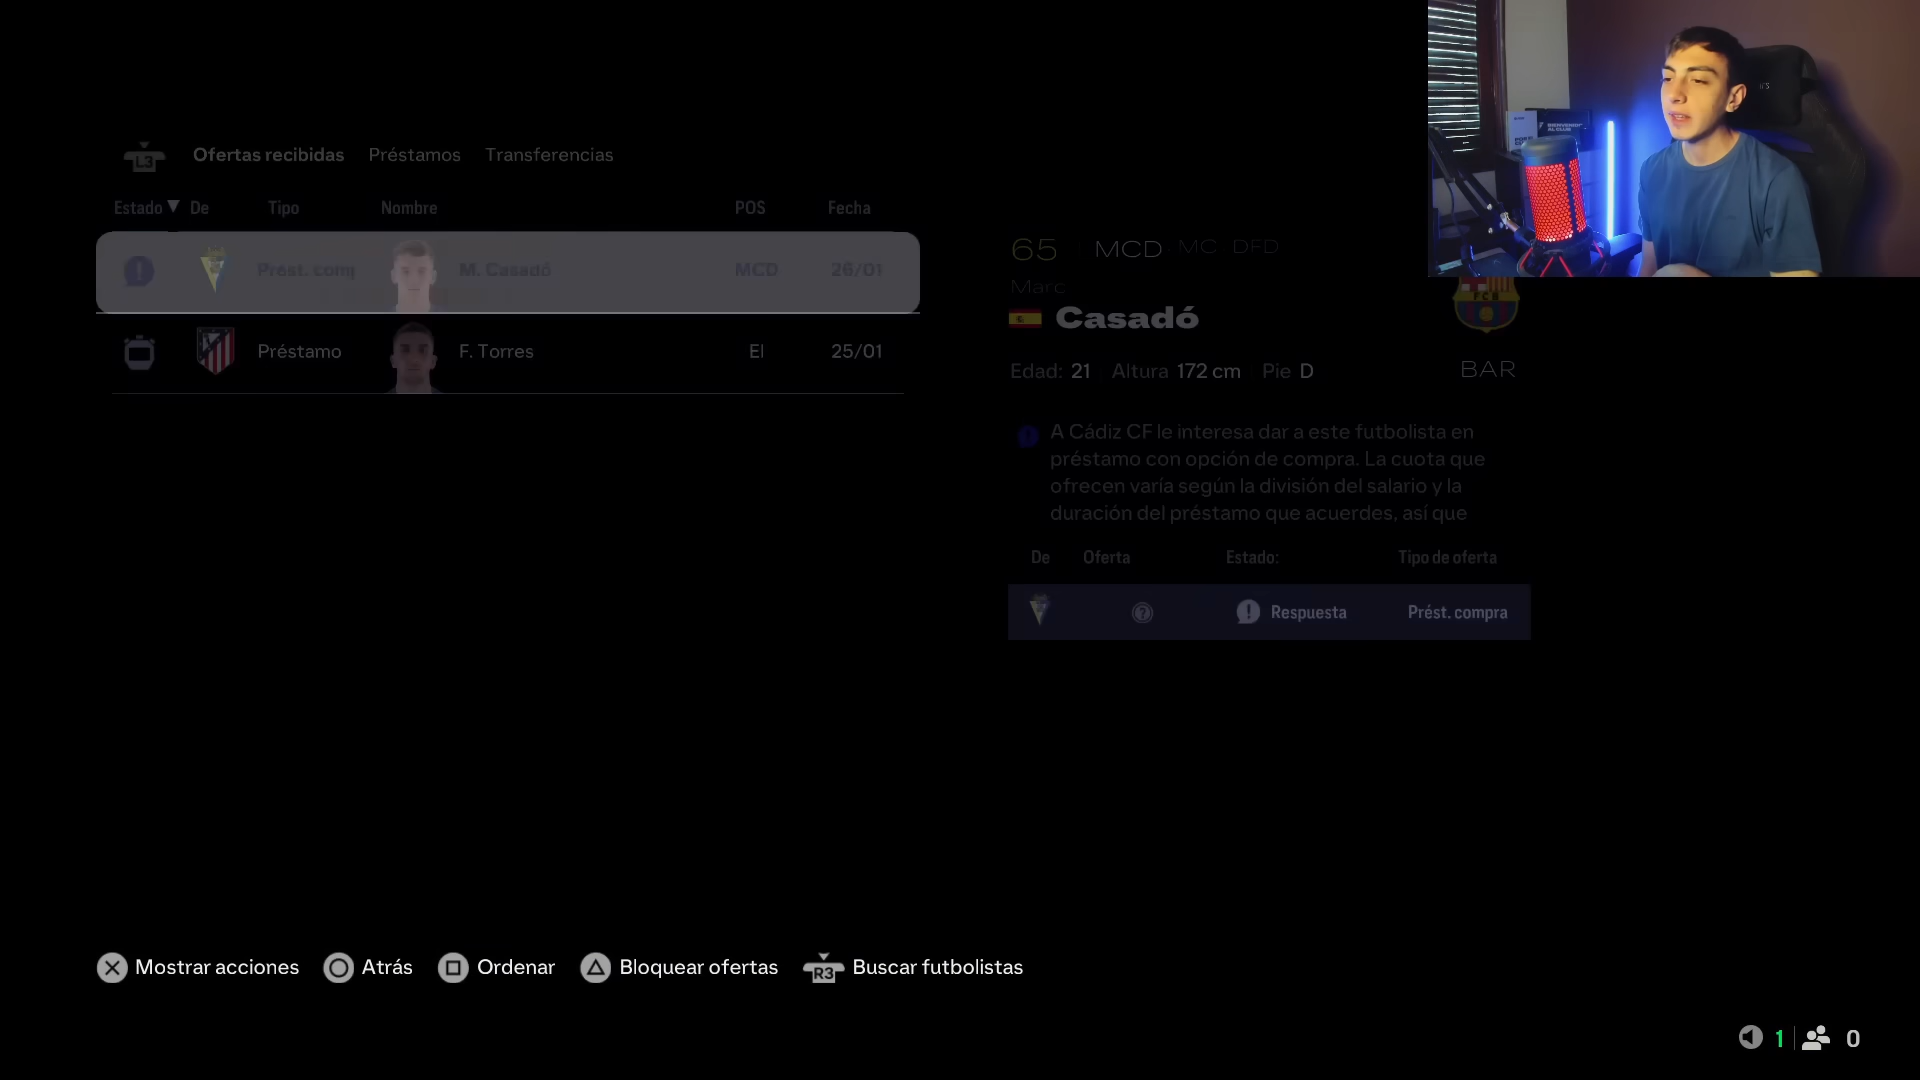 L3 Ofertas recibidas Préstamos Transferencias
Estado De Tipo Nombre POS Fecha
Prést. comp M. Casadó MCD 26/01
Préstamo F. Torres EI 25/01
65 MCD MC DFD
Marc
Casadó
BAR
Edad: 21 Altura 172 cm Pie D
A Cádiz CF le interesa dar a este futbolista en
préstamo con opción de compra. La cuota que
ofrecen varía según la división del salario y la
duración del préstamo que acuerdes, así que
De Oferta Estado: Tipo de oferta
Respuesta Prést. compra
Mostrar acciones Atrás Ordenar Bloquear ofertas R3 Buscar futbolistas
1 0